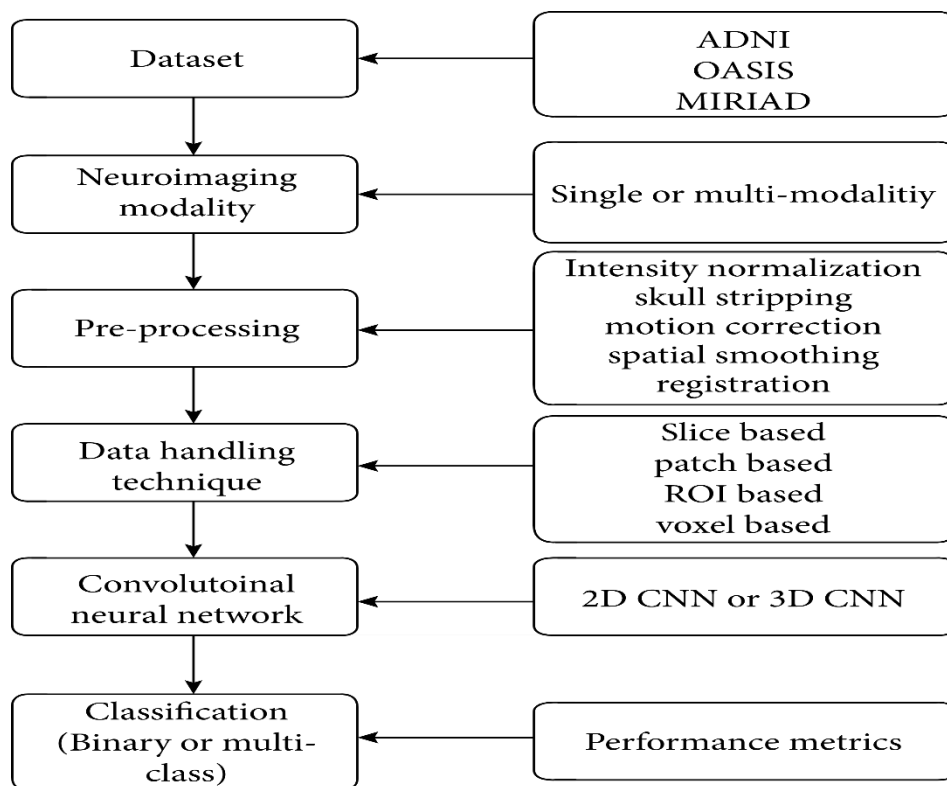 Dataset
ADNI
OASIS
MIRIAD
Neuroimaging
modality
Single or multi-modalitiy
Pre-processing
Intensity normalization
skull stripping
motion correction
spatial smoothing
registration
Data handling
technique
Slice based
patch based
ROI based
voxel based
Convolutoinal
neural network
2D CNN or 3D CNN
Classification
(Binary or multi-
class)
Performance metrics